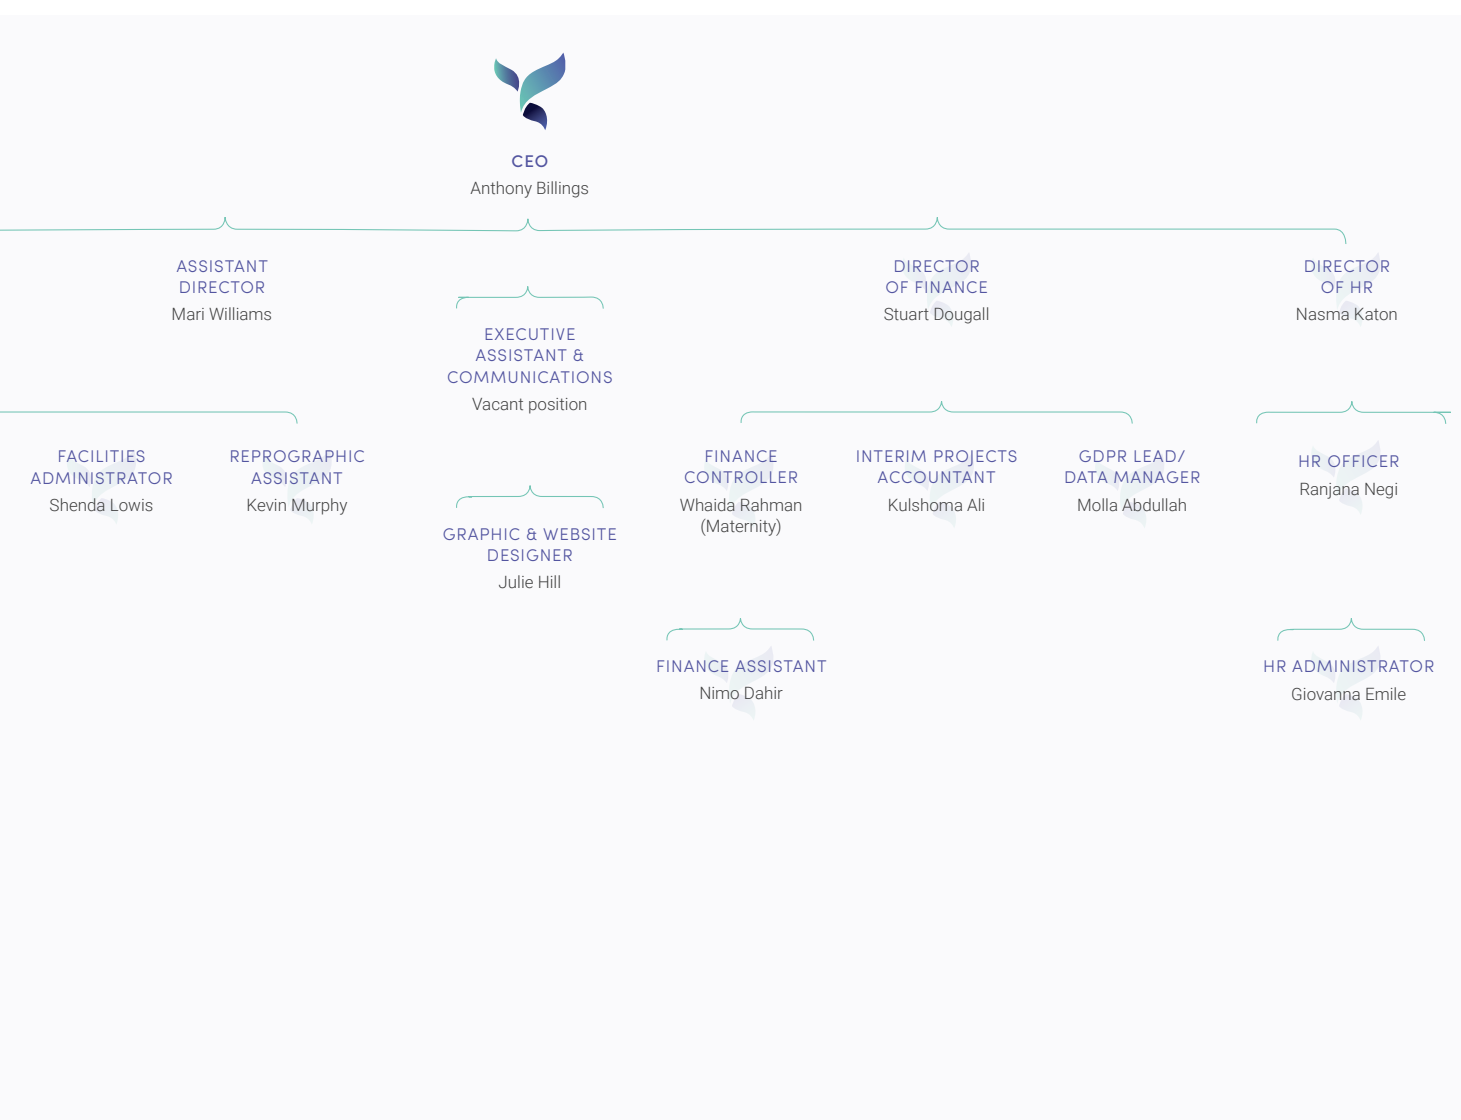 CEO
Anthony Billings
ASSISTANT
DIRECTOR
Mari Williams
DIRECTOR
OF FINANCE
Stuart Dougall
DIRECTOR
OF HR
Nasma Katon
EXECUTIVE
ASSISTANT &
COMMUNICATIONS
Vacant position
FACILITIES
ADMINISTRATOR
Shenda Lowis
REPROGRAPHIC
ASSISTANT
Kevin Murphy
GRAPHIC & WEBSITE
DESIGNER
Julie Hill
FINANCE
CONTROLLER
Whaida Rahman
(Maternity)
INTERIM PROJECTS
ACCOUNTANT
Kulshoma Ali
GDPR LEAD/
DATA MANAGER
Molla Abdullah
HR OFFICER
Ranjana Negi
FINANCE ASSISTANT
Nimo Dahir
HR ADMINISTRATOR
Giovanna Emile